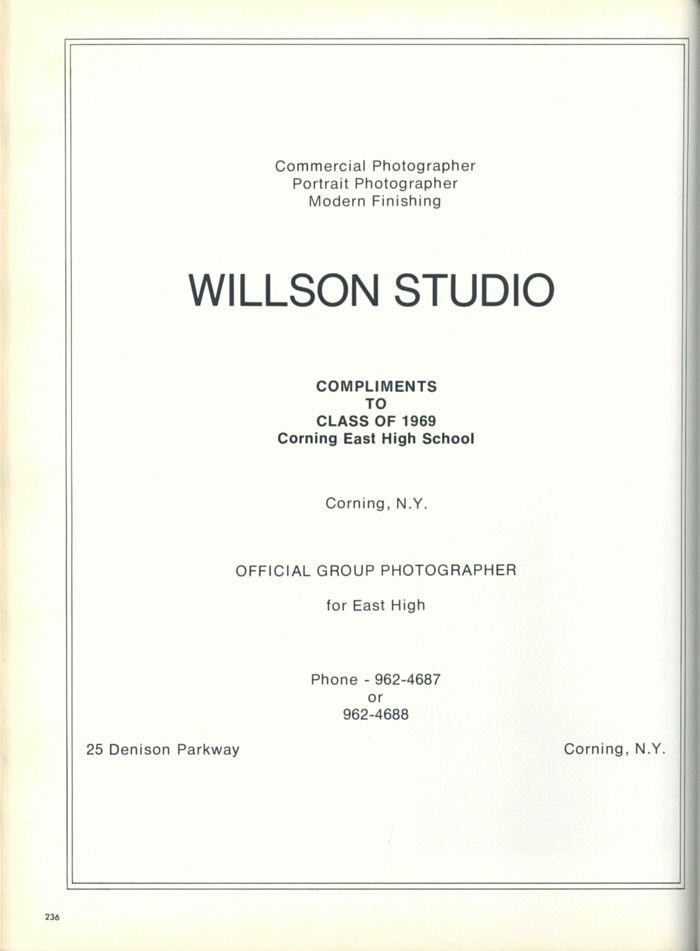 Commercial Photographer
Portrait Photographer
Modern Finishing
WILLSON STUDIO
COMPLIMENTS
TO
CLASS OF 1969
Corning East High School
Corning, N.Y.
OFFICIAL GROUP PHOTOGRAPHER
for East High
Phone - 962-4687
or
962-4688
25 Denison Parkway Corning, N.Y.
236